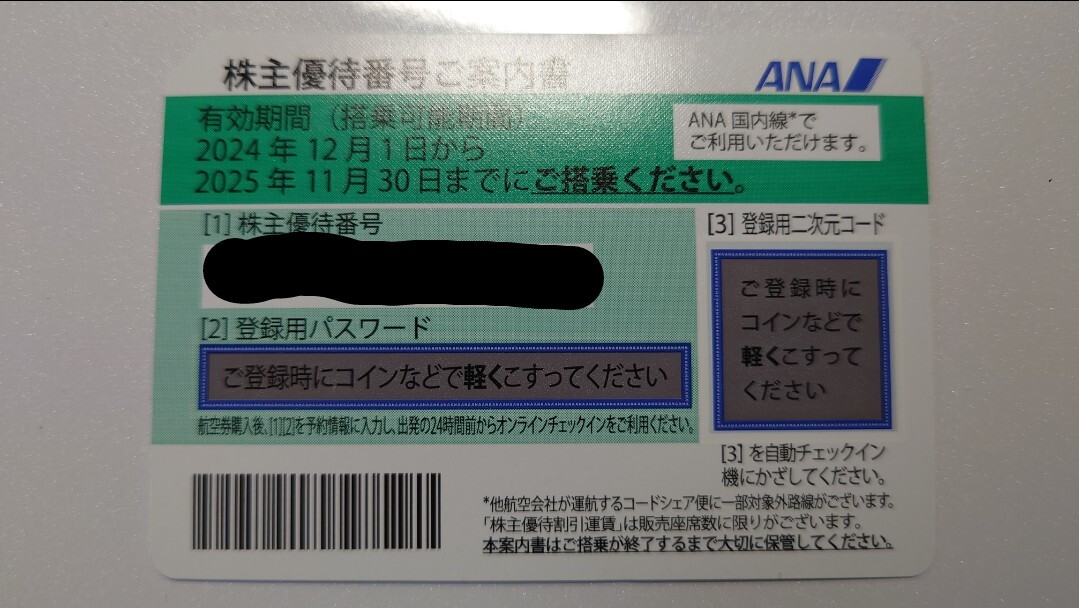 株主優待番号ご案内書
ANA
有効期間（搭乗可能期間）
2024年12月1日から
2025年11月30日までにご搭乗ください。
ANA国内線*で
ご利用いただけます。
[1] 株主優待番号
[2] 登録用パスワード
ご登録時にコインなどで軽くこすってください
航空券購入後、[1][2]を予約情報に入力し、出発の24時間前からオンラインチェックインをご利用ください。
[3] 登録用二次元コード
ご登録時に
コインなどで
軽くこすって
ください
[3] を自動チェックイン
機にかざしてください。
*他航空会社が運航するコードシェア便に一部対象外路線がございます。
「株主優待割引運賃」は販売座席数に限りがございます。
本案内書はご搭乗が終了するまで大切に保管してください。